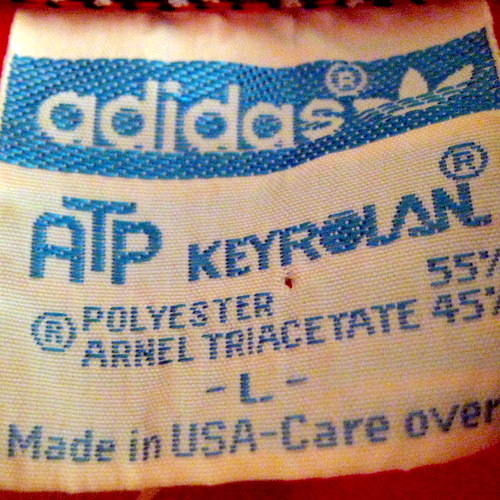 adidas®
ATP KEYROLAN®
® POLYESTER 55%
ARNEL TRIACETATE 45%
- L -
Made in USA-Care over